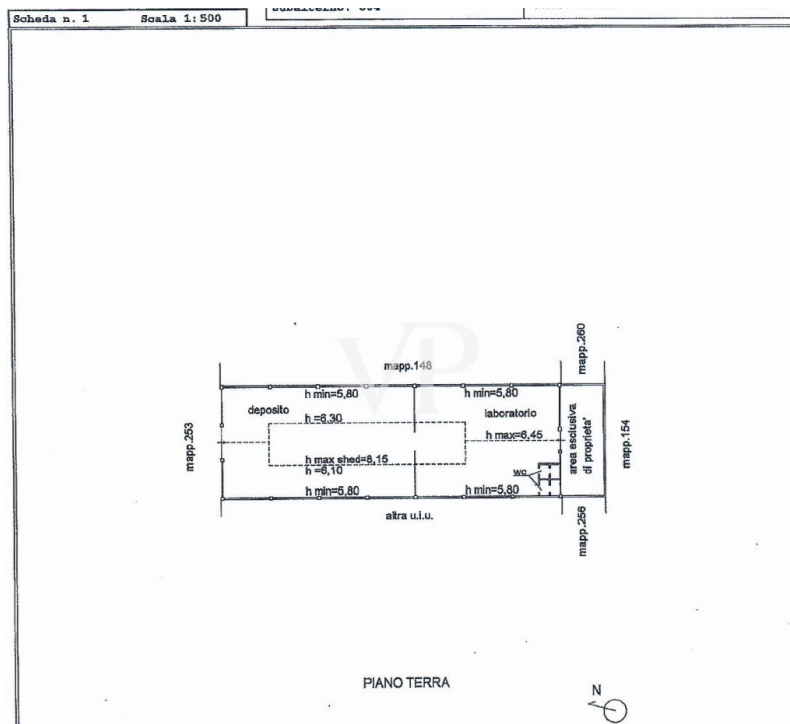 Scheda n. 1 Scala 1:500
mapp.260
mapp.148
h min=5,80
h min=5,80
deposito
laboratorio
h =6,30
h max=6,45
mapp.253
area esclusiva
di proprieta'
mapp.154
h max shed=8,15
h =6,10
wc
h min=5,80
h min=5,80
altra u.i.u.
mapp.256
PIANO TERRA
N
VP